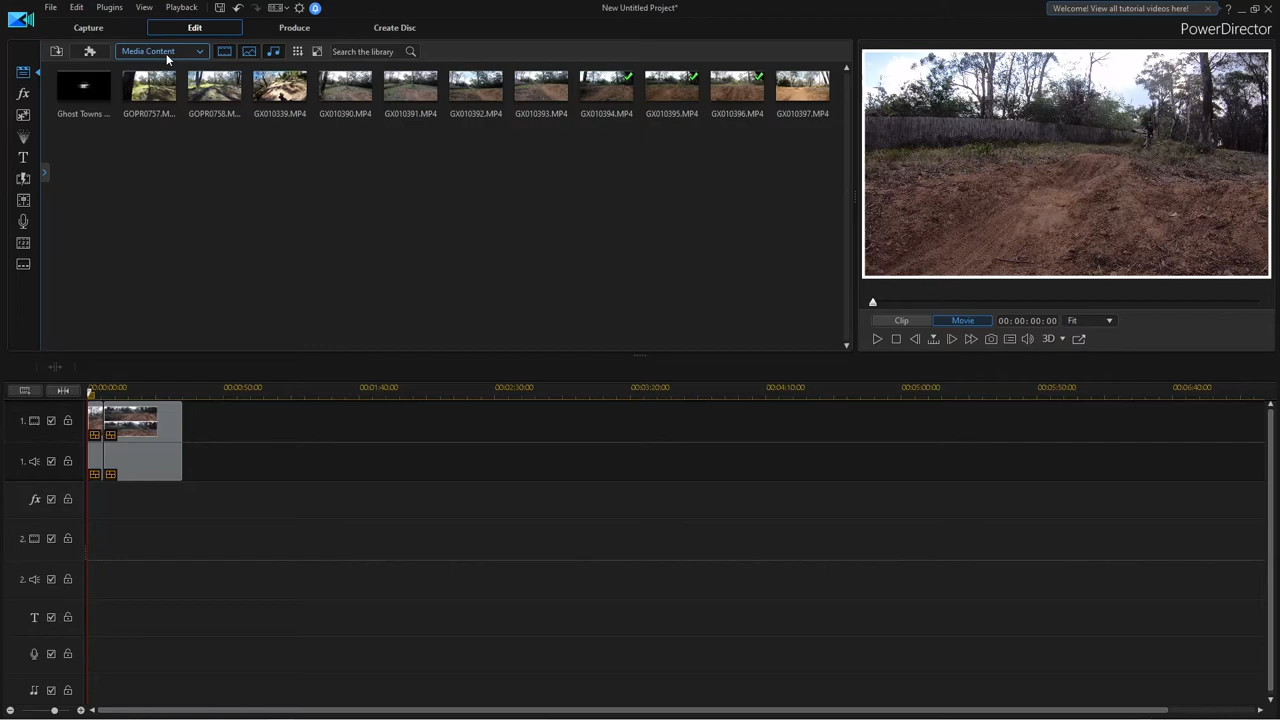 File Edit Plugins View Playback New Untitled Project* Welcome! View all tutorial videos here! ?
Capture Edit Produce Create Disc PowerDirector
Media Content Search the library
Ghost Towns ... GOPR0757.M... GOPR0758.M... GX010339.MP4 GX010390.MP4 GX010391.MP4 GX010392.MP4 GX010393.MP4 GX010394.MP4 GX010395.MP4 GX010396.MP4 GX010397.MP4
fx
T
Clip Movie 00:00:00:00 Fit
3D
00:00:00:00 00:00:50:00 00:01:40:00 00:02:30:00 00:03:20:00 00:04:10:00 00:05:00:00 00:05:50:00 00:06:40:00
1.
1.
fx
2.
2.
T